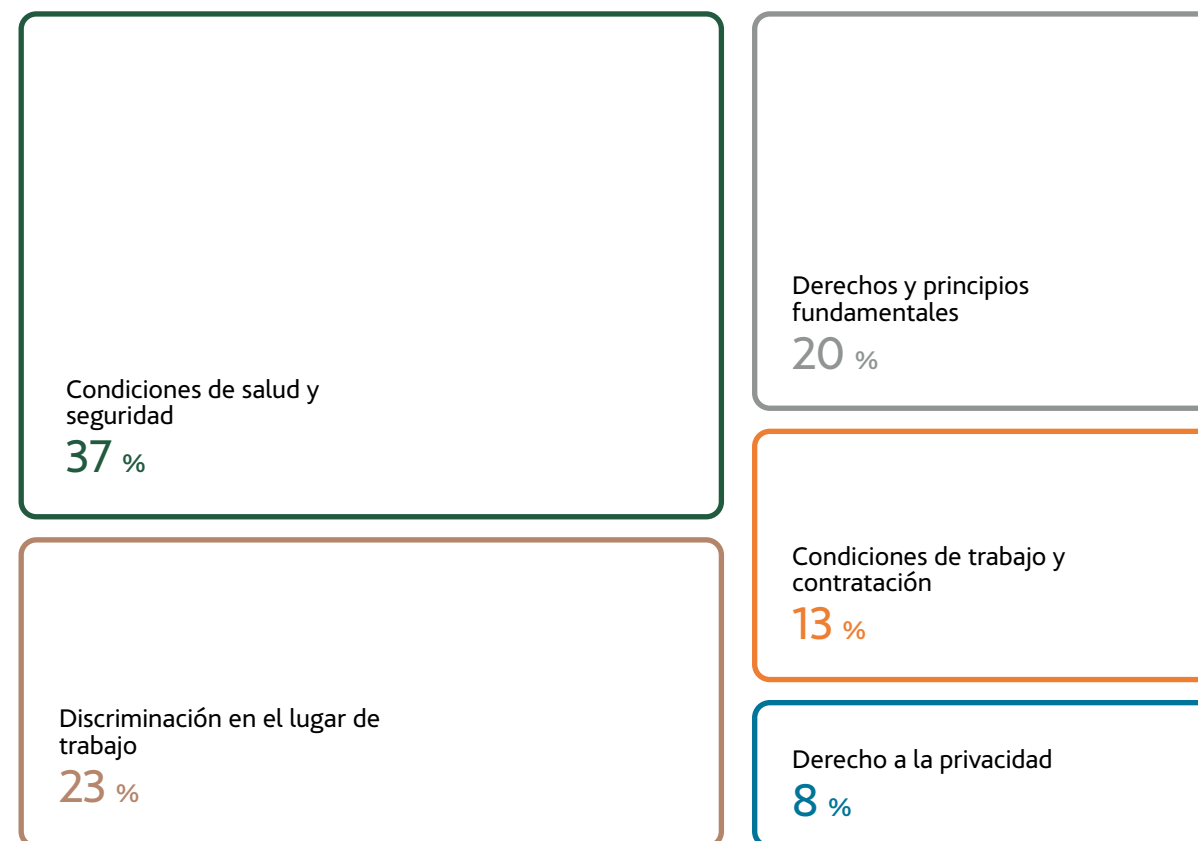 Condiciones de salud y
seguridad
37 %
Discriminación en el lugar de
trabajo
23 %
Derechos y principios
fundamentales
20 %
Condiciones de trabajo y
contratación
13 %
Derecho a la privacidad
8 %